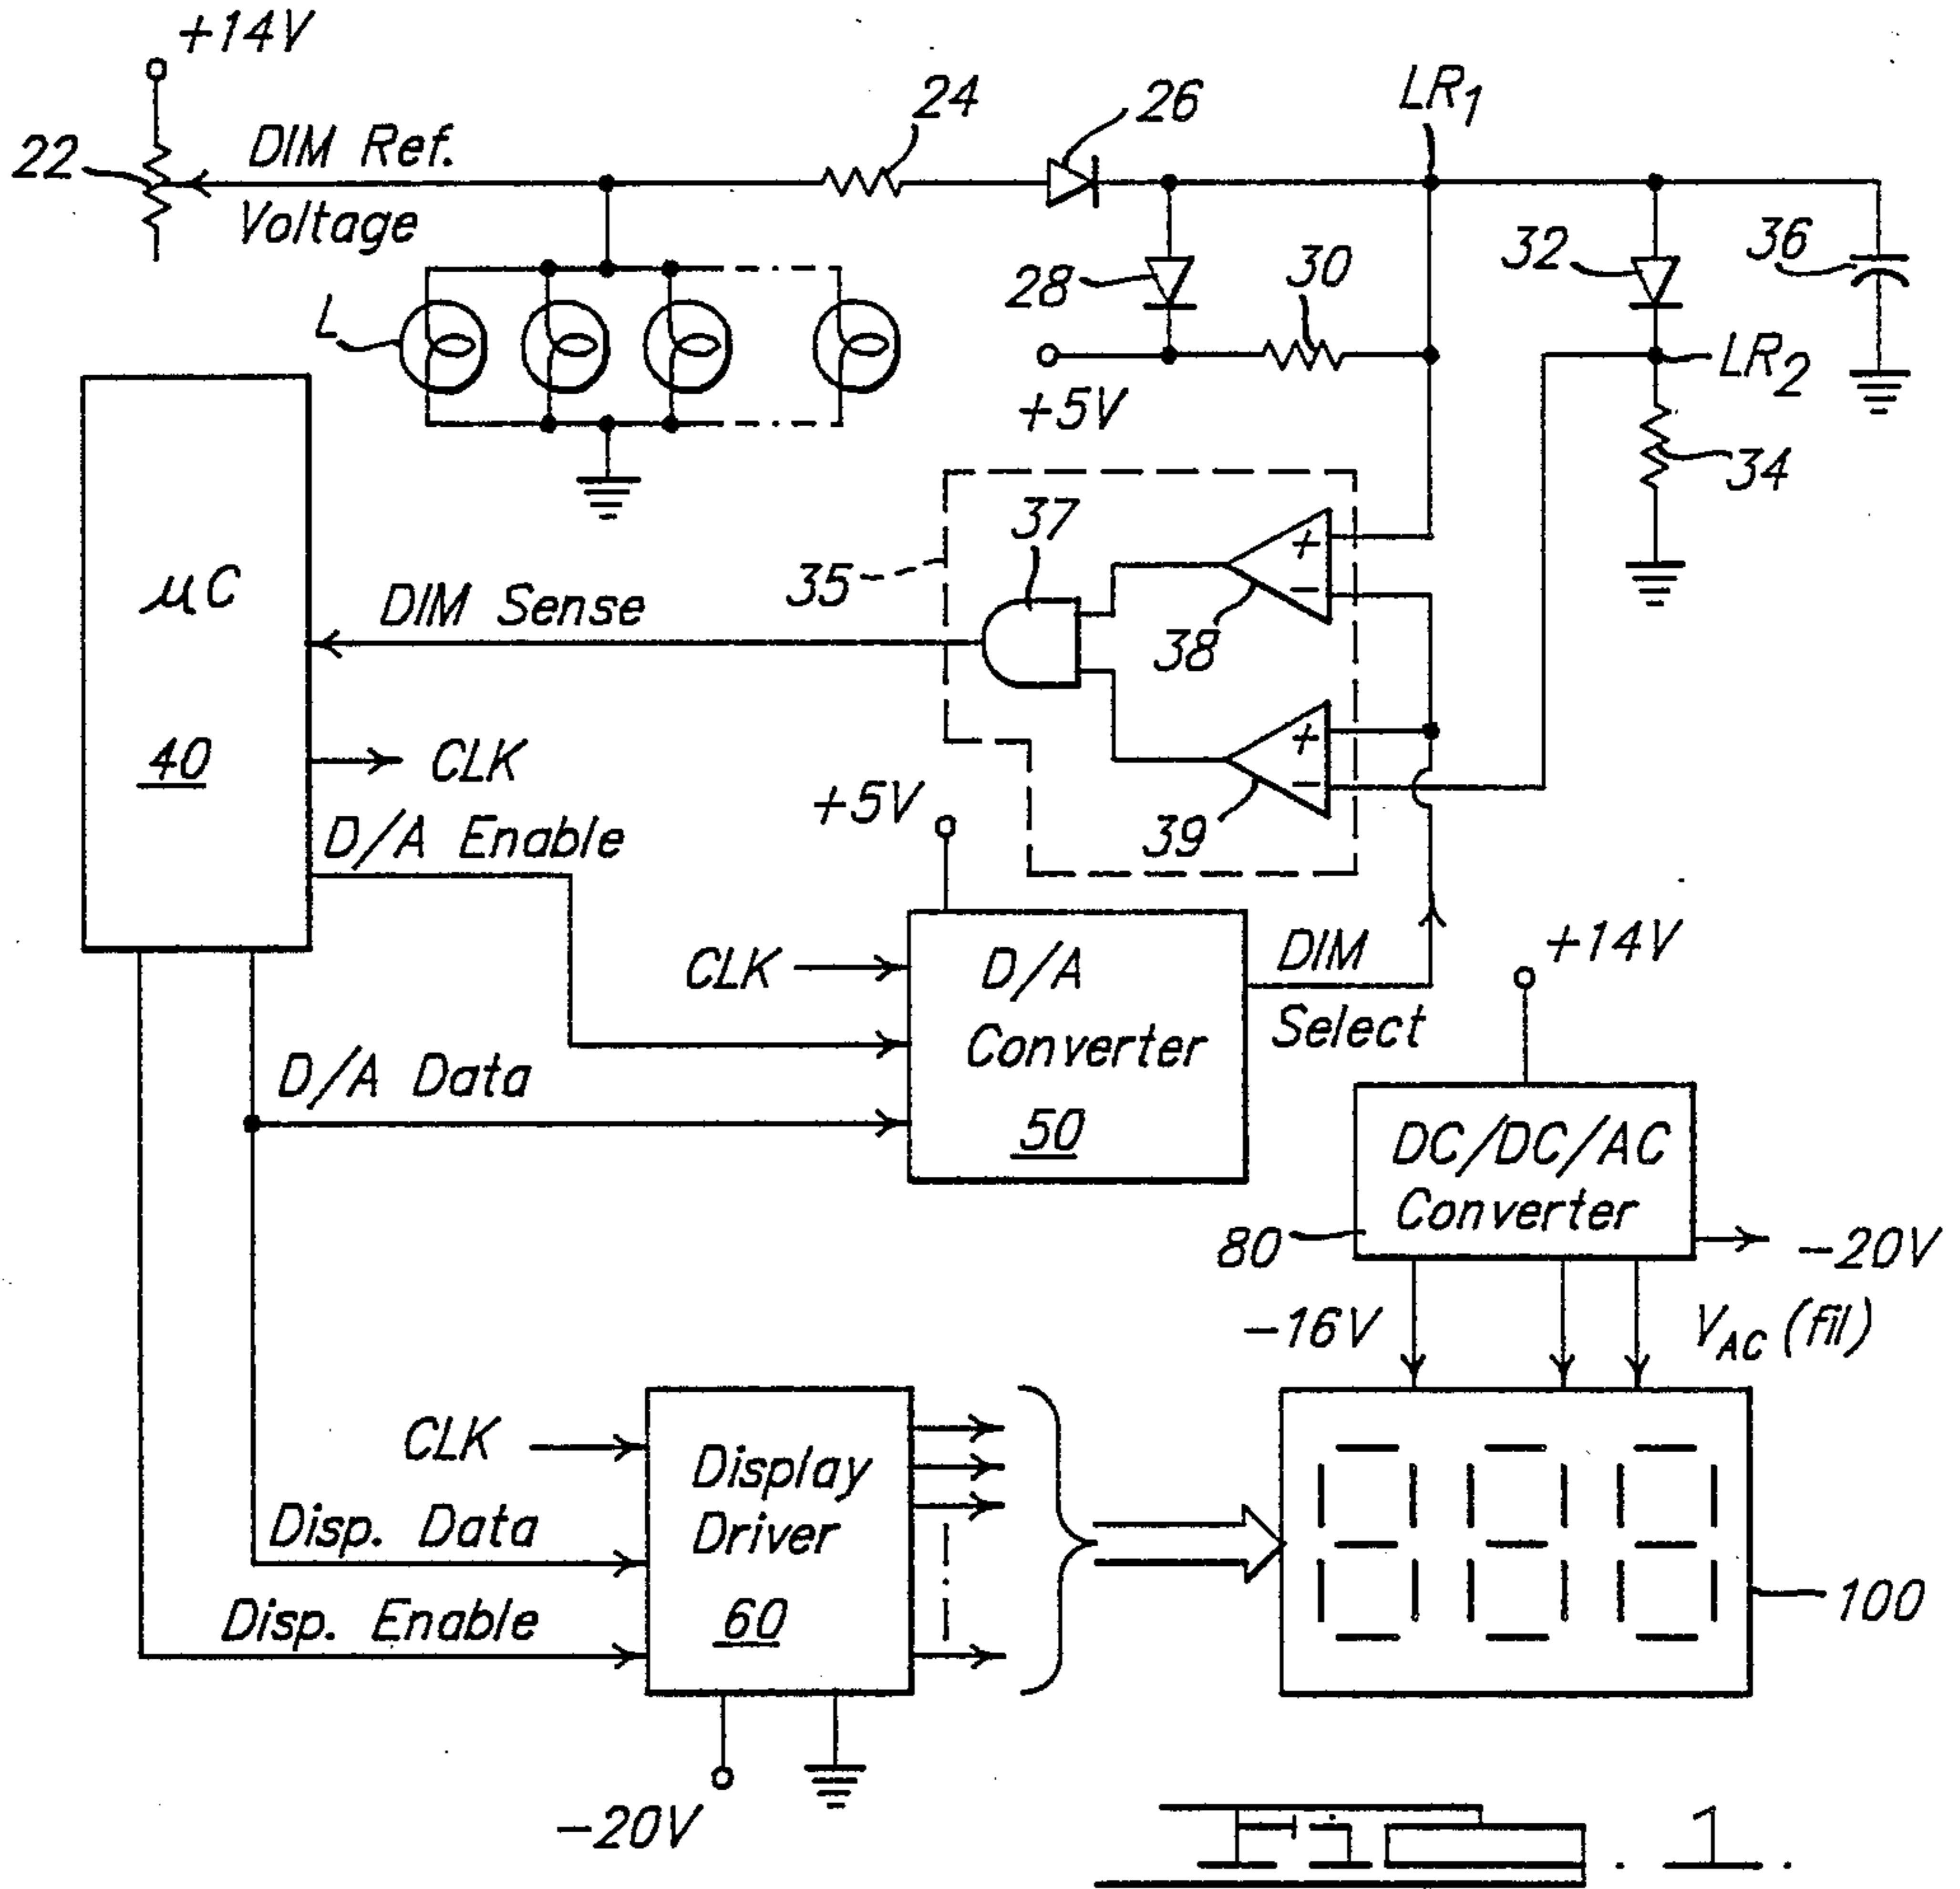 +14V
22
DIM Ref.
Voltage
24
26
LR1
28
30
+5V
32
36
LR2
34
L
μC
40
35
37
38
39
+
−
+
−
DIM Sense
CLK
D/A Enable
+5V
CLK
D/A
Converter
50
DIM
Select
D/A Data
+14V
DC/DC/AC
Converter
80
−20V
−16V
VAC (fil)
CLK
Disp. Data
Disp. Enable
Display
Driver
60
−20V
888
100
Fig. 1.